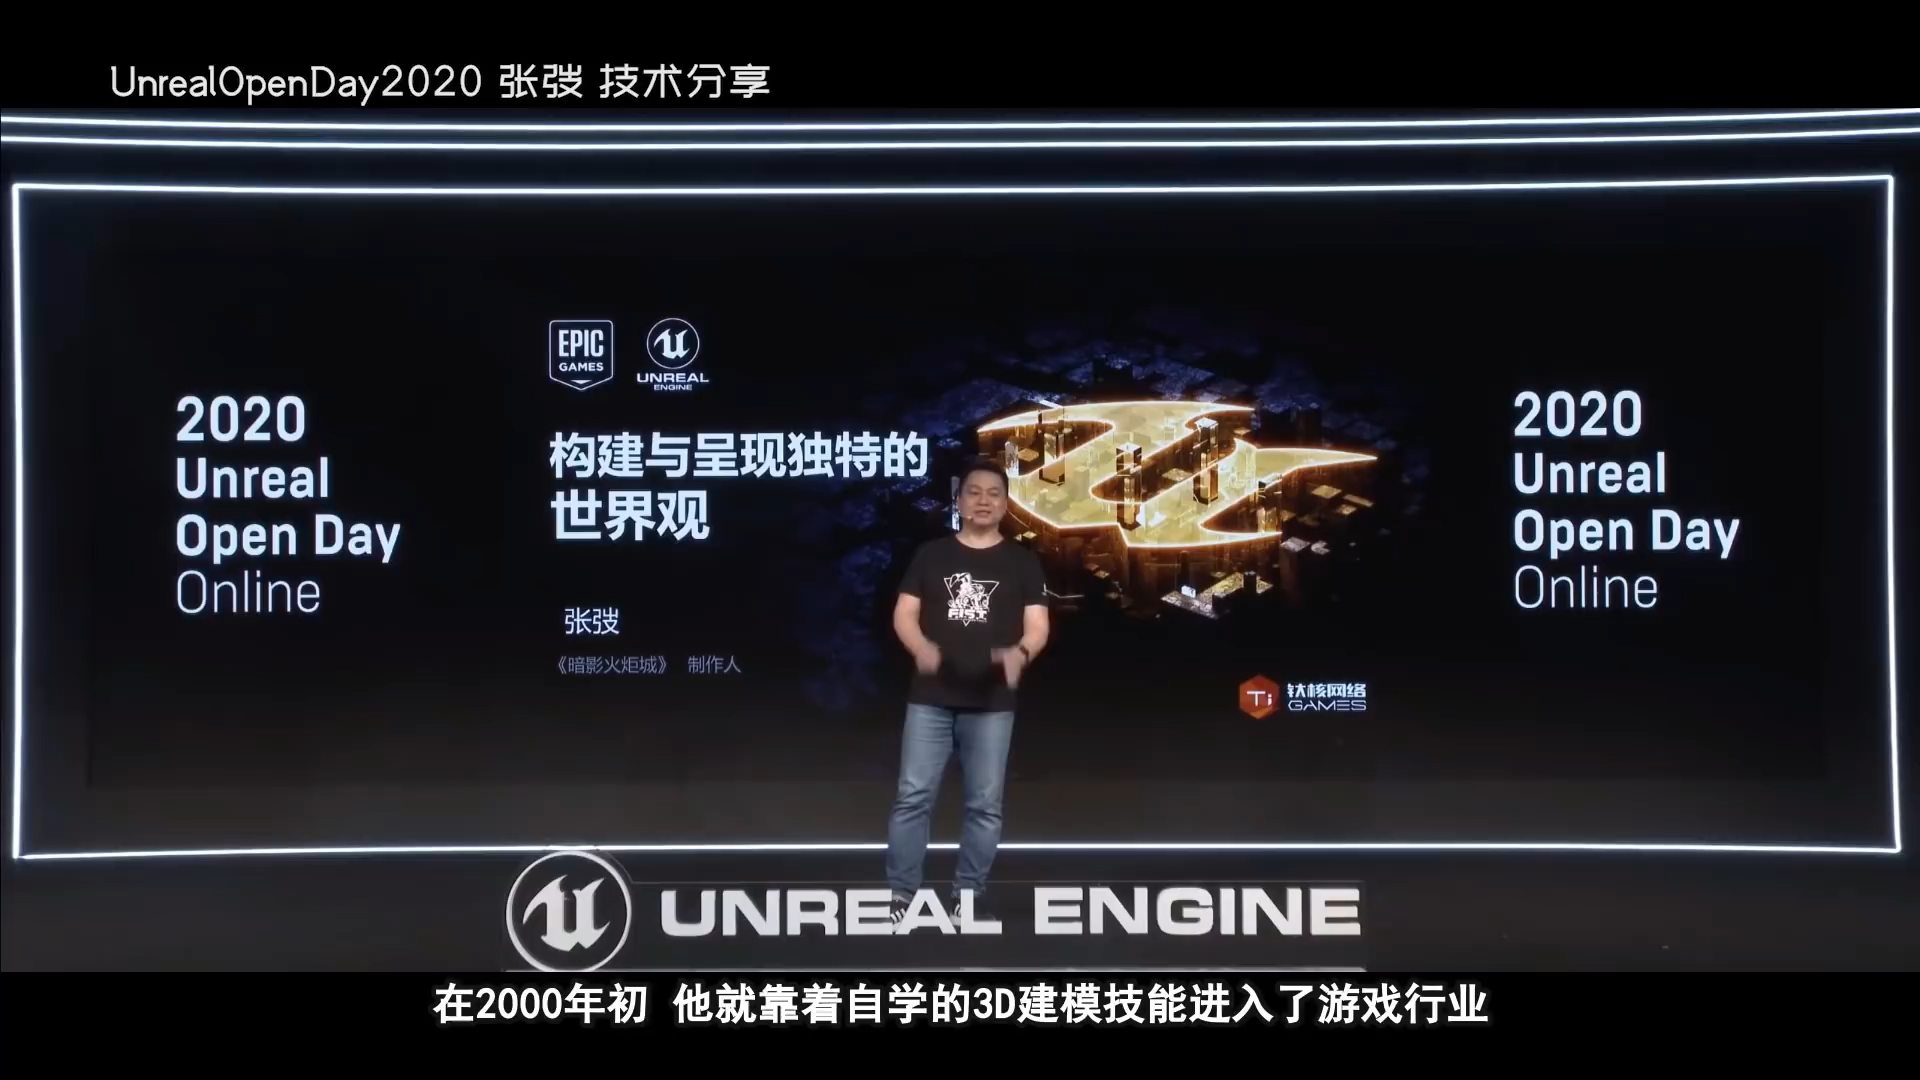 UnrealOpenDay2020 张弢 技术分享
EPIC
GAMES
UNREAL
ENGINE
2020
Unreal
Open Day
Online
构建与呈现独特的
世界观
张弢
《暗影火炬城》 制作人
F.I.S.T.
Ti
钛核网络
GAMES
2020
Unreal
Open Day
Online
UNREAL ENGINE
在2000年初 他就靠着自学的3D建模技能进入了游戏行业